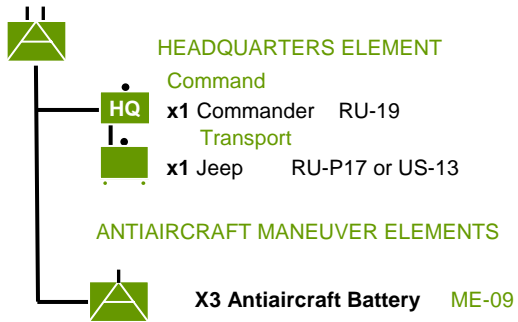 HEADQUARTERS ELEMENT
Command
HQ x1 Commander RU-19
Transport
x1 Jeep RU-P17 or US-13
ANTIAIRCRAFT MANEUVER ELEMENTS
X3 Antiaircraft Battery ME-09